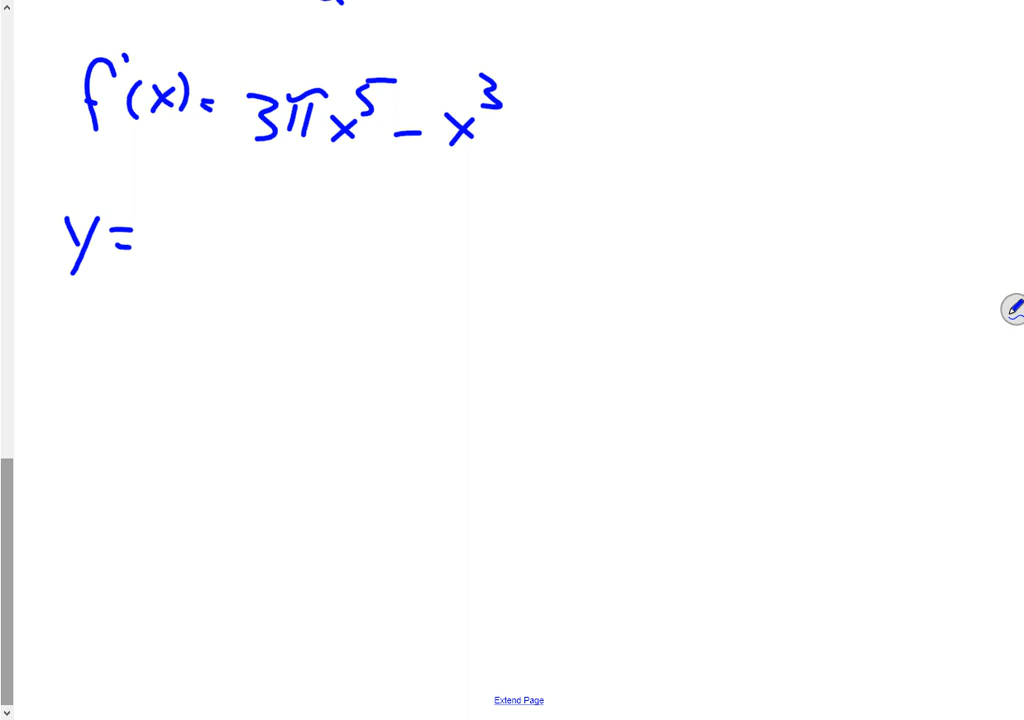 f'(x) = 3πx⁵ - x³
y =
Extend Page